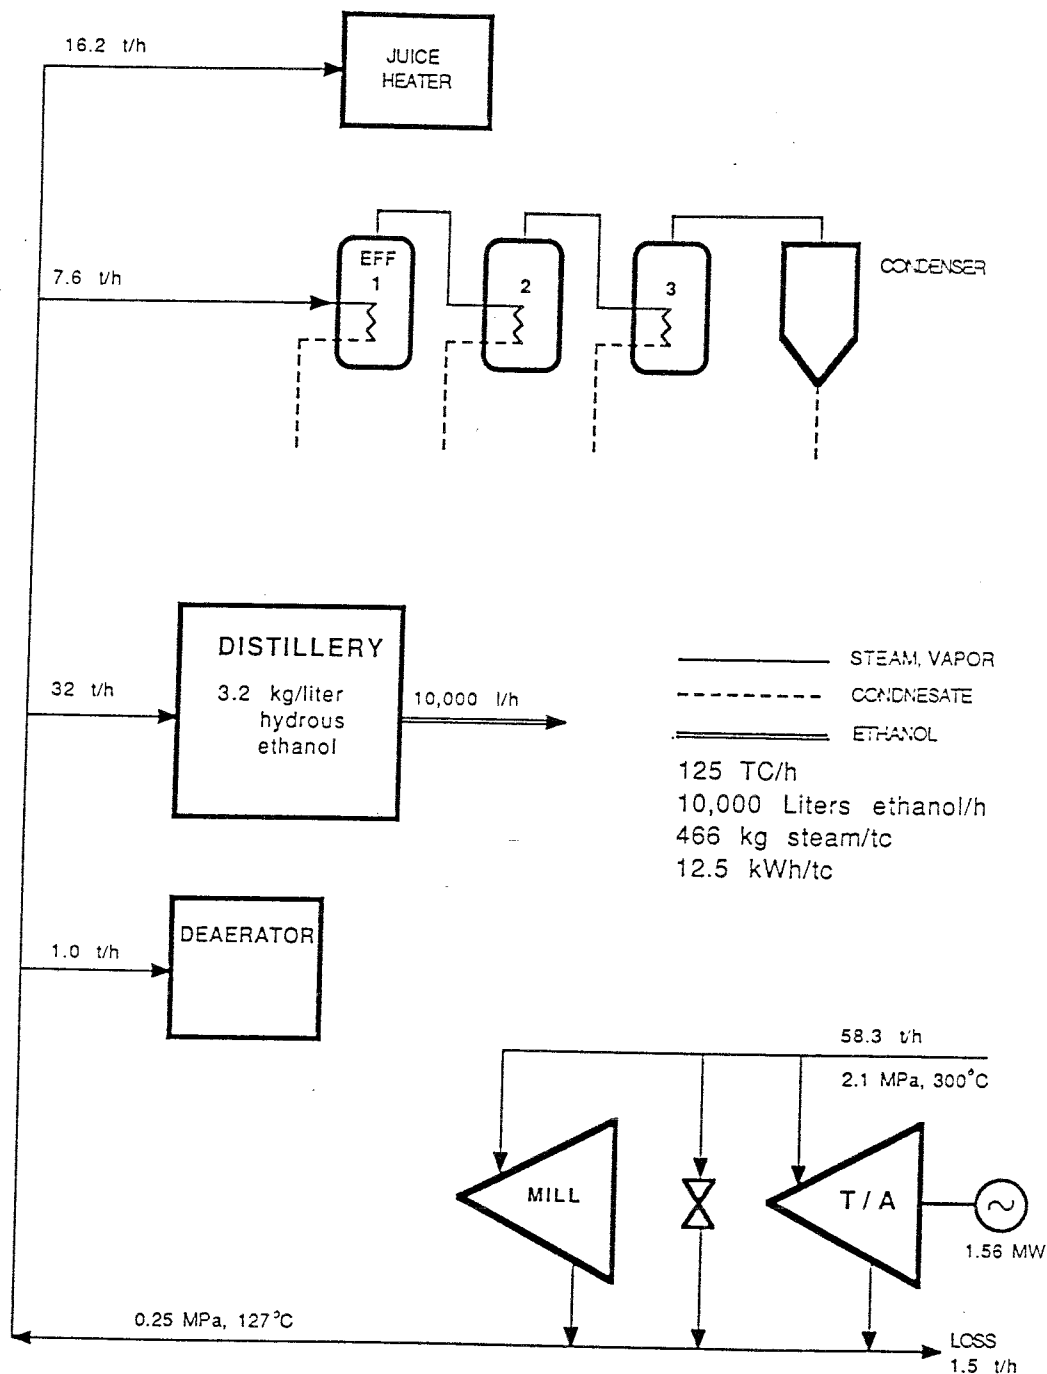 16.2 t/h
JUICE
HEATER
EFF
1
2
3
CONDENSER
7.6 t/h
DISTILLERY
3.2 kg/liter
hydrous
ethanol
32 t/h
10,000 l/h
STEAM, VAPOR
CONDNESATE
ETHANOL
125 TC/h
10,000 Liters ethanol/h
466 kg steam/tc
12.5 kWh/tc
DEAERATOR
1.0 t/h
58.3 t/h
2.1 MPa, 300°C
MILL
T/A
~
1.56 MW
0.25 MPa, 127°C
LOSS
1.5 t/h